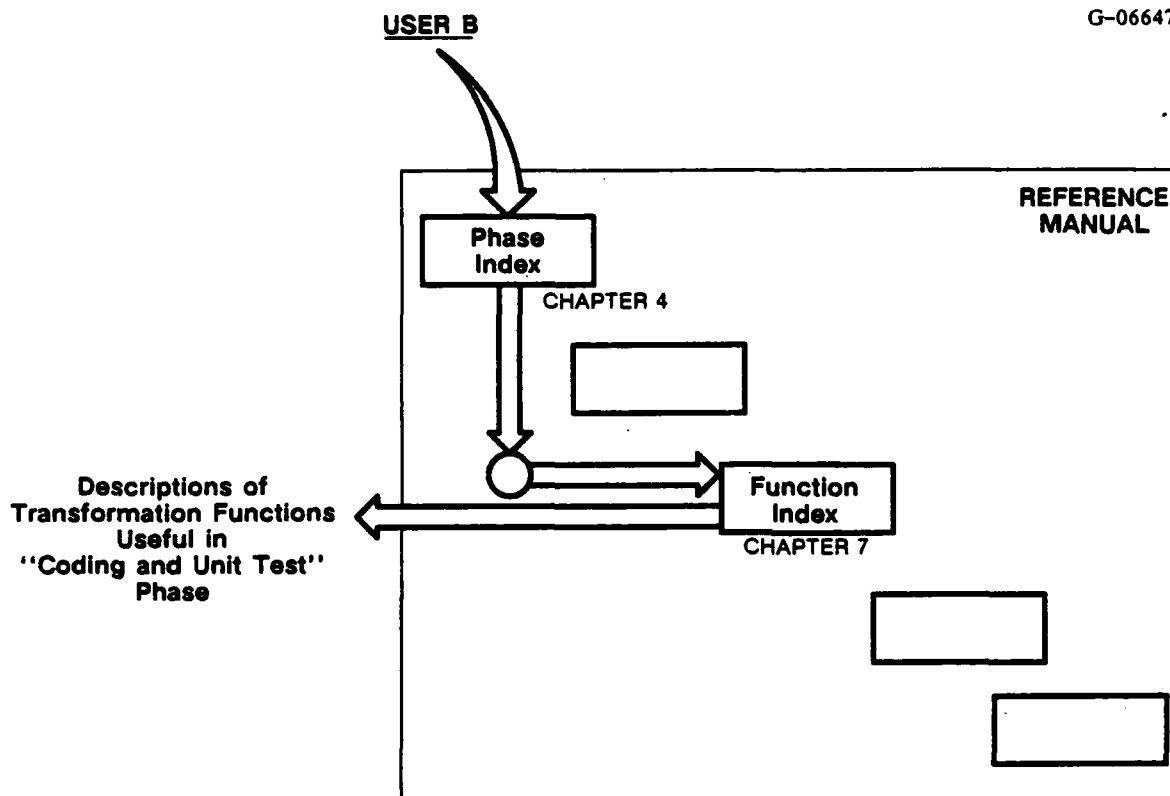 G-06647
USER B
REFERENCE
MANUAL
Phase
Index
CHAPTER 4
Function
Index
CHAPTER 7
Descriptions of
Transformation Functions
Useful in
‘‘Coding and Unit Test’’
Phase